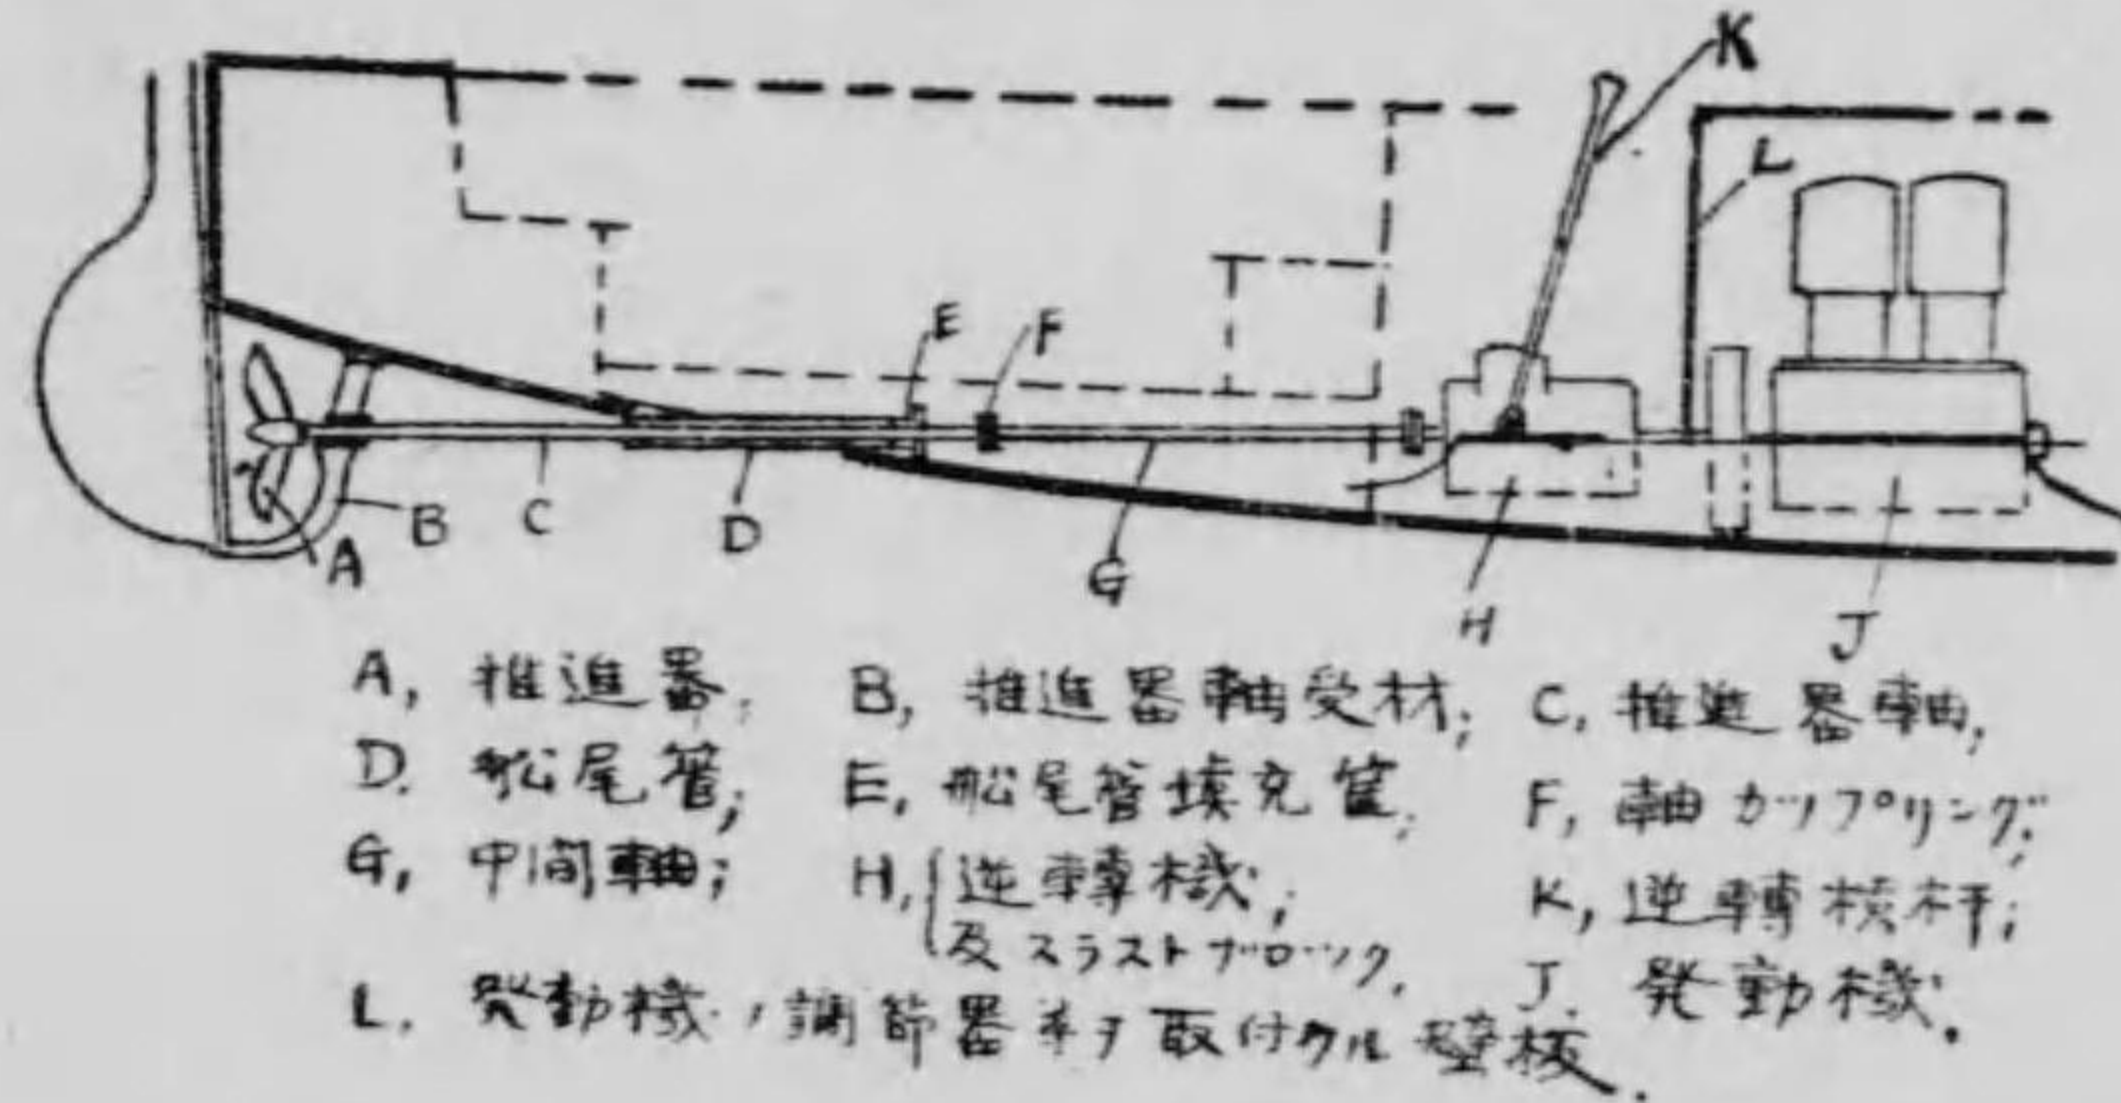 K
L
E F
B C D
A G
H J
A, 推進器; B, 推進器軸受材; C, 推進器軸,
D. 船尾管; E, 船尾管填充筐; F, 軸カップリング;
G, 中間軸; H, 逆轉機; K, 逆轉槓杆;
及スラストブロック. J. 発動機.
L. 発動機ノ調節器等ヲ取付クル壁板.